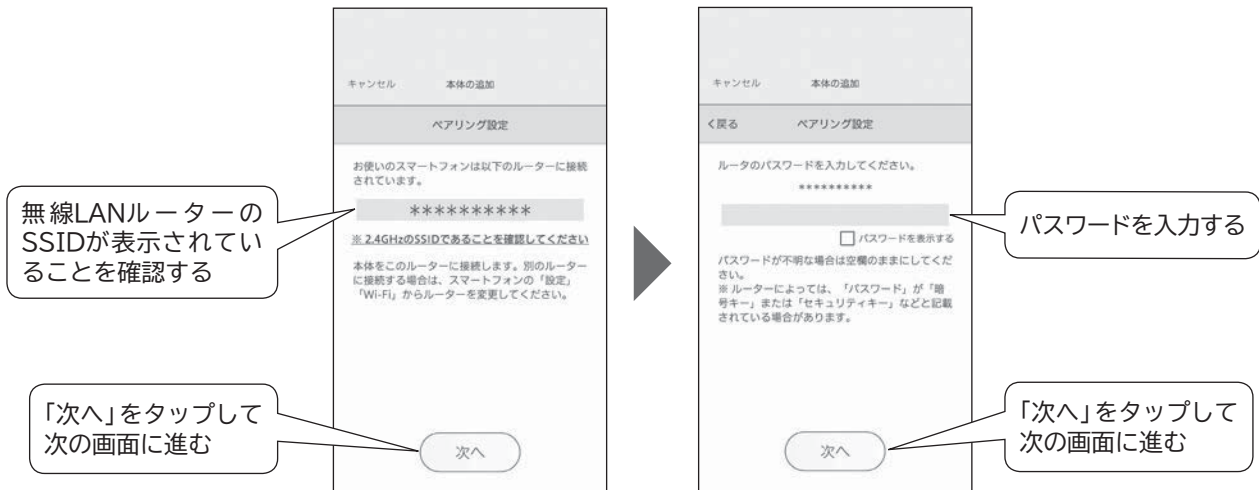 キャンセル 本体の追加
ペアリング設定
お使いのスマートフォンは以下のルーターに接続
されています。
**********
※ 2.4GHzのSSIDであることを確認してください
本体をこのルーターに接続します。別のルーター
に接続する場合は、スマートフォンの「設定」
「Wi-Fi」からルーターを変更してください。
次へ
無線LANルーターの
SSIDが表示されてい
ることを確認する
「次へ」をタップして
次の画面に進む
キャンセル 本体の追加
く戻る ペアリング設定
ルータのパスワードを入力してください。
**********
パスワードを表示する
パスワードが不明な場合は空欄のままにしてくだ
さい。
※ ルーターによっては、「パスワード」が「暗
号キー」または「セキュリティキー」などと記載
されている場合があります。
次へ
パスワードを入力する
「次へ」をタップして
次の画面に進む